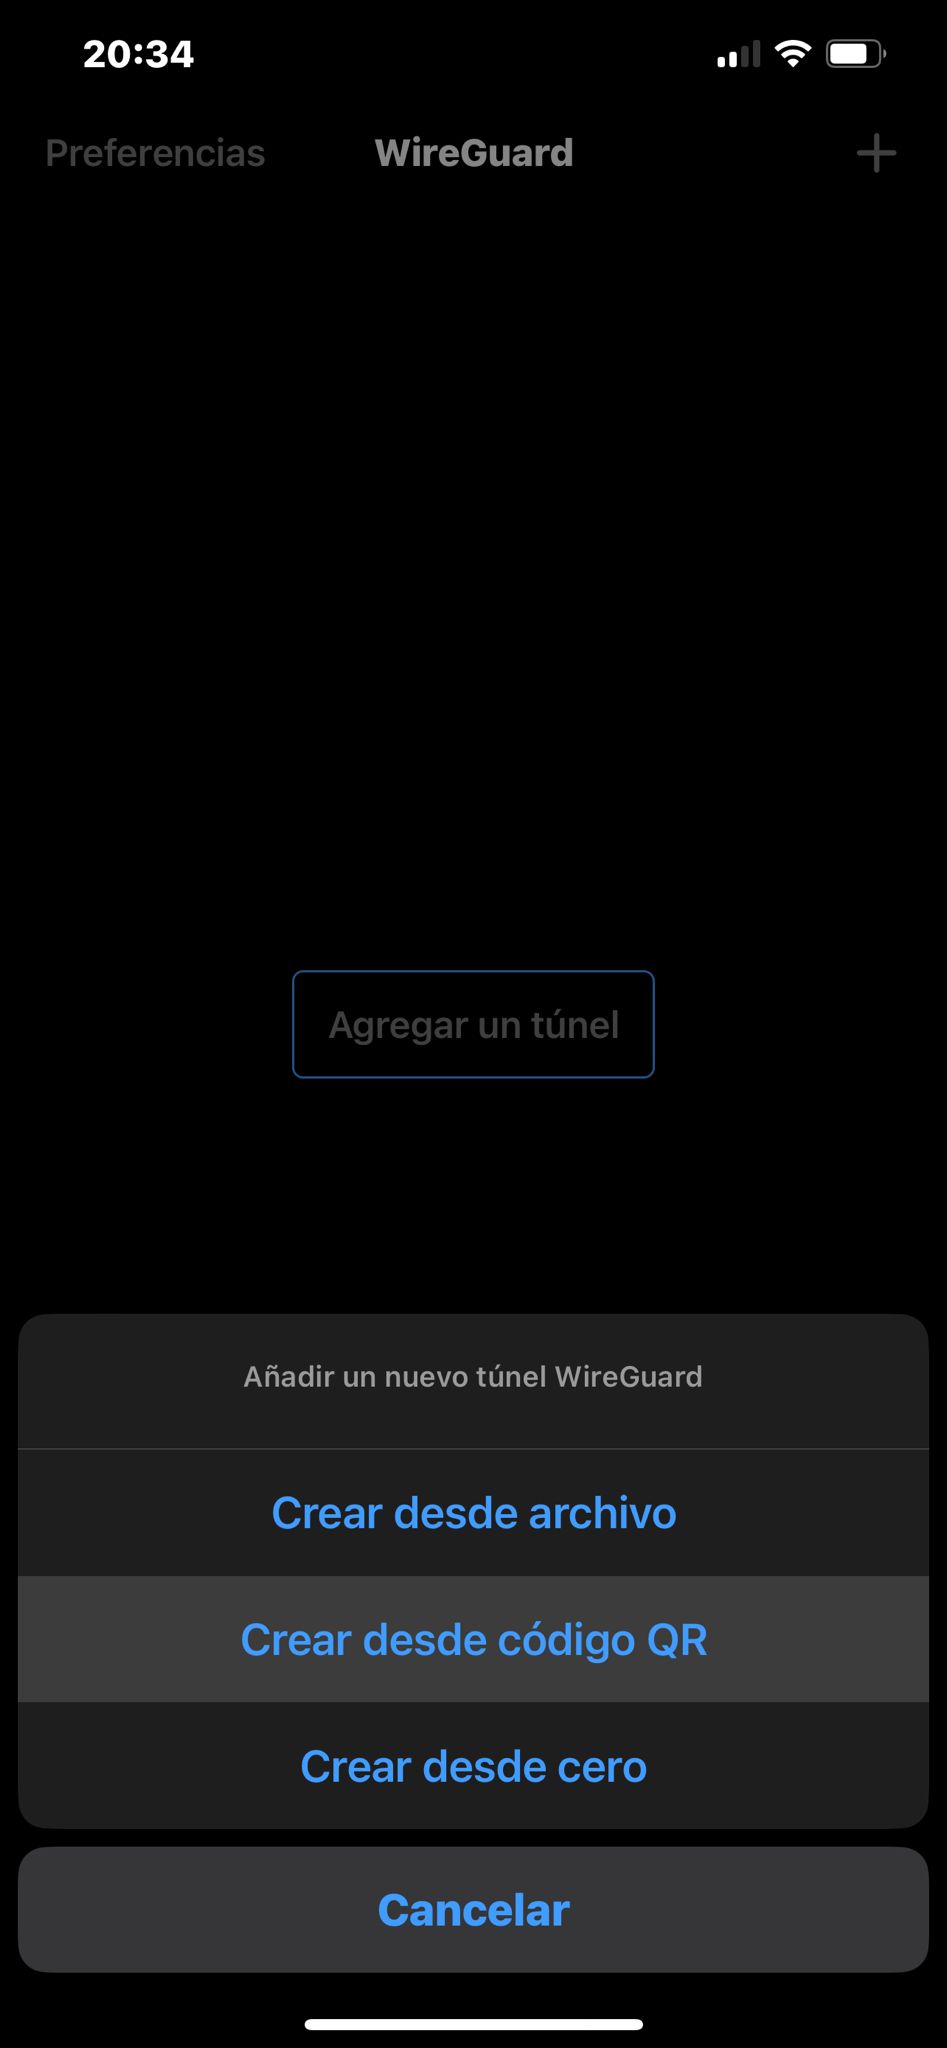 20:34
Preferencias
WireGuard
Agregar un túnel
Añadir un nuevo túnel WireGuard
Crear desde archivo
Crear desde código QR
Crear desde cero
Cancelar